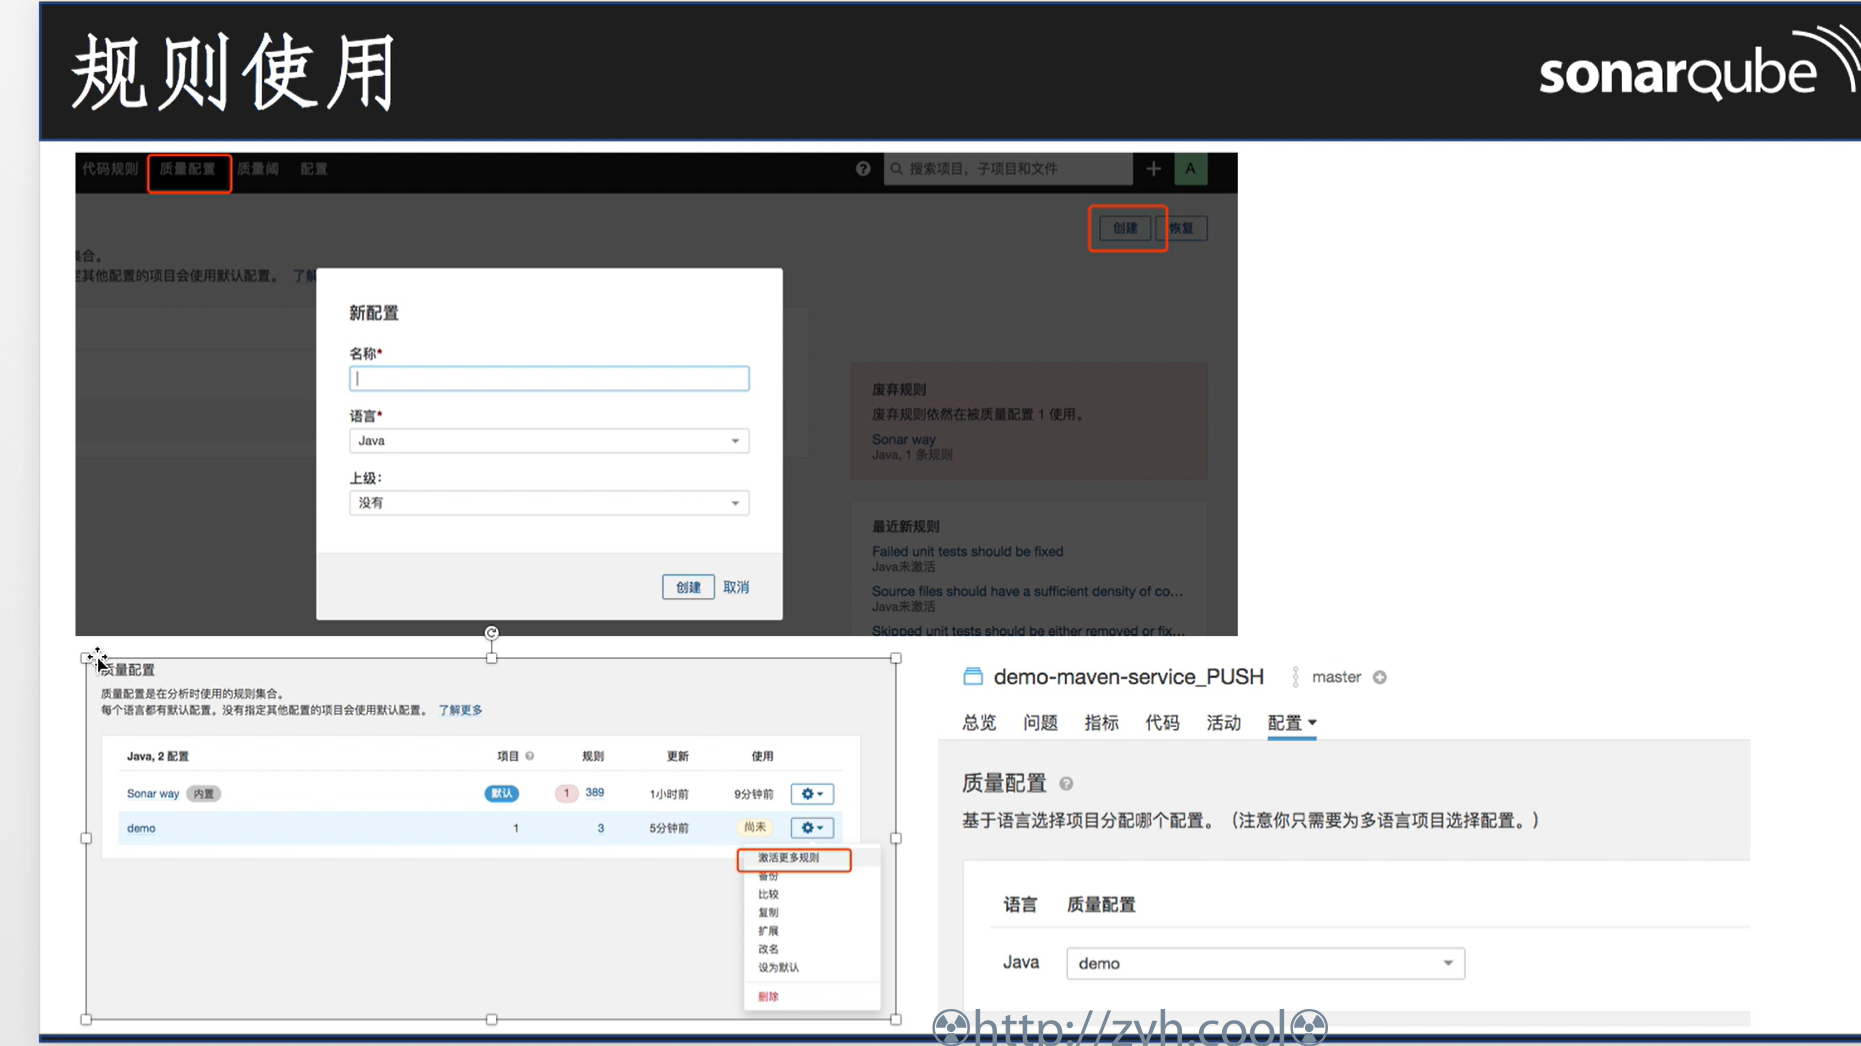 规则使用
sonarqube
代码规则 质量配置 质量阈 配置
搜索项目，子项目和文件
A
创建 恢复
合。
其他配置的项目会使用默认配置。 了解
新配置
名称*
语言*
Java
上级：
没有
创建 取消
废弃规则
废弃规则依然在被质量配置 1 使用。
Sonar way
Java, 1 条规则
最近新规则
Failed unit tests should be fixed
Java未激活
Source files should have a sufficient density of co...
Java未激活
Skipped unit tests should be either removed or fix...
质量配置
质量配置是在分析时使用的规则集合。
每个语言都有默认配置。没有指定其他配置的项目会使用默认配置。 了解更多
Java, 2 配置 项目 规则 更新 使用
Sonar way 内置 默认 1 389 1小时前 9分钟前
demo 1 3 5分钟前 尚未
激活更多规则
备份
比较
复制
扩展
改名
设为默认
删除
demo-maven-service_PUSH master
总览 问题 指标 代码 活动 配置
质量配置
基于语言选择项目分配哪个配置。（注意你只需要为多语言项目选择配置。）
语言 质量配置
Java demo
http://zyh.cool